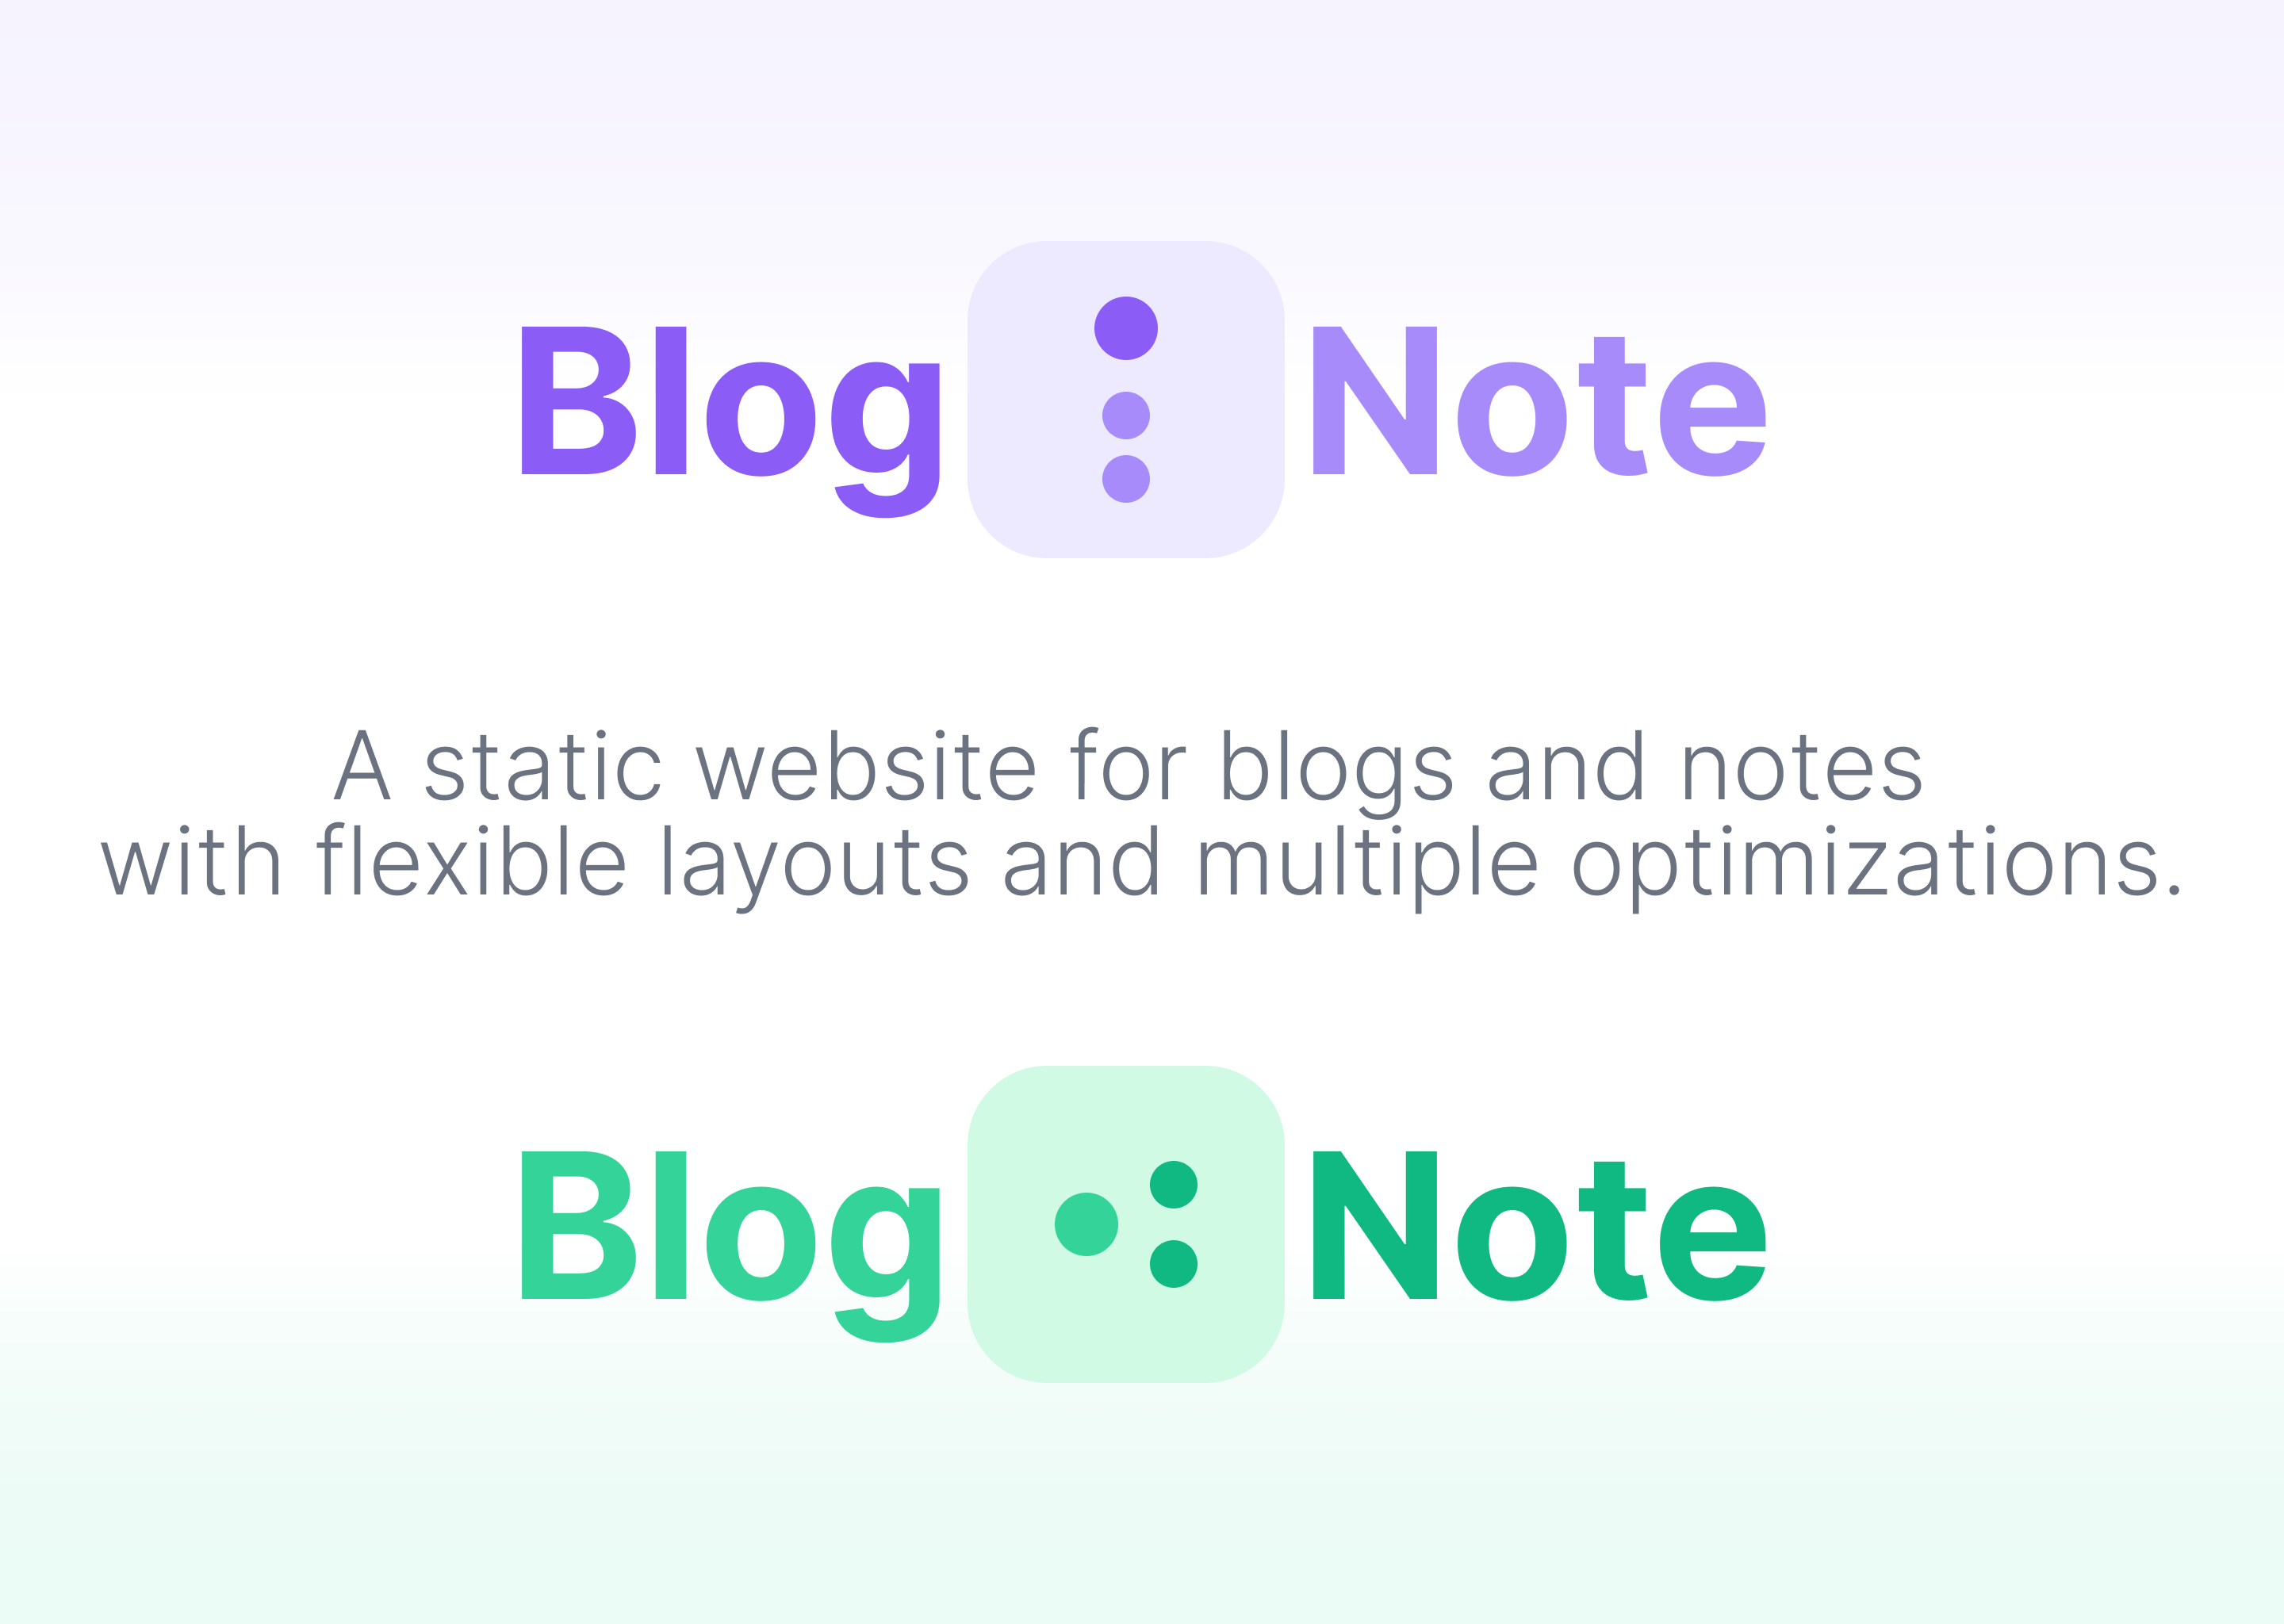 Blog Note
A static website for blogs and notes
with flexible layouts and multiple optimizations.
Blog Note